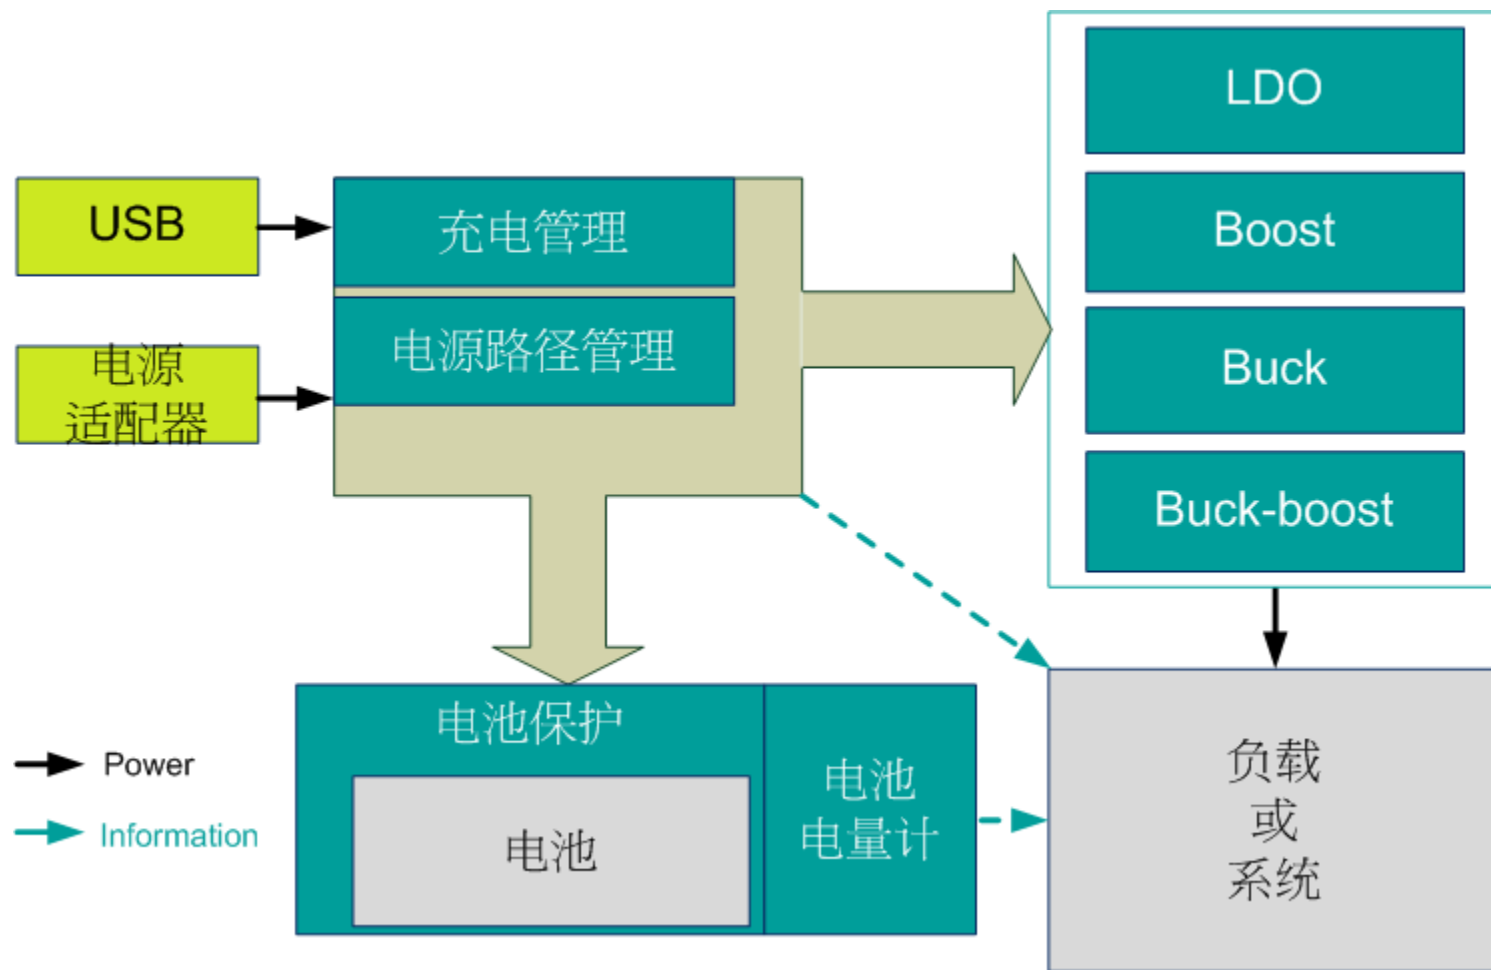 LDO
USB
充电管理
Boost
电源路径管理
电源
适配器
Buck
Buck-boost
电池保护
电池
电池
电量计
负载
或
系统
Power
Information